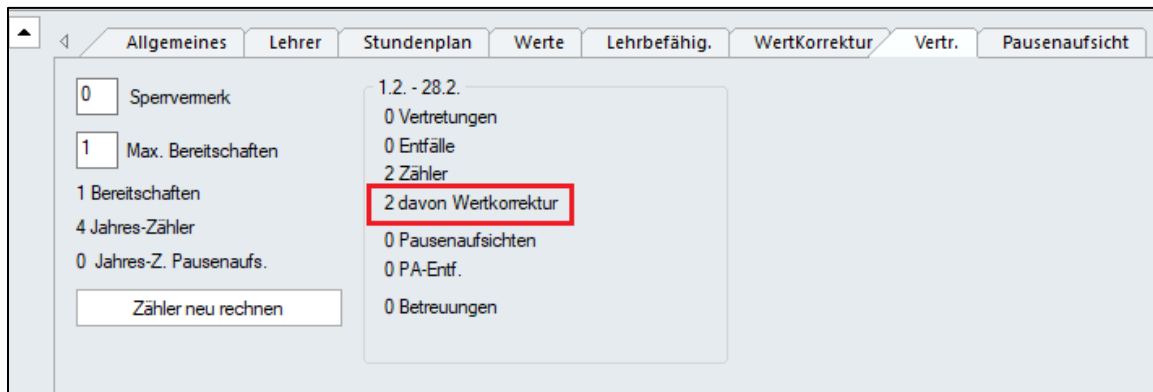 Allgemeines Lehrer Stundenplan Werte Lehrbefähig. WertKorrektur Vertr. Pausenaufsicht
0 Sperrvermerk
1 Max. Bereitschaften
1 Bereitschaften
4 Jahres-Zähler
0 Jahres-Z. Pausenaufs.
Zähler neu rechnen
1.2. - 28.2.
0 Vertretungen
0 Entfälle
2 Zähler
2 davon Wertkorrektur
0 Pausenaufsichten
0 PA-Entf.
0 Betreuungen